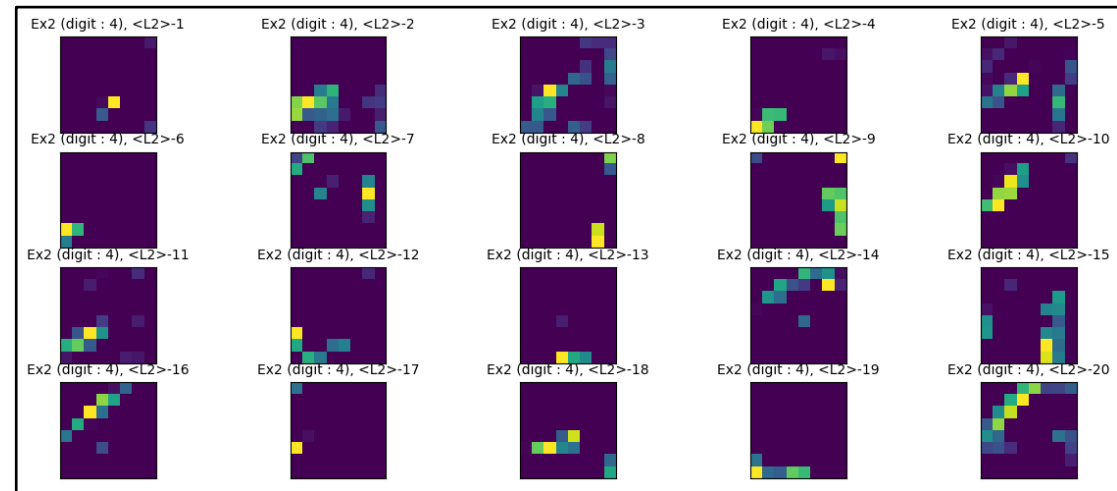 Ex2 (digit : 4), <L2>-1 Ex2 (digit : 4), <L2>-2 Ex2 (digit : 4), <L2>-3 Ex2 (digit : 4), <L2>-4 Ex2 (digit : 4), <L2>-5
Ex2 (digit : 4), <L2>-6 Ex2 (digit : 4), <L2>-7 Ex2 (digit : 4), <L2>-8 Ex2 (digit : 4), <L2>-9 Ex2 (digit : 4), <L2>-10
Ex2 (digit : 4), <L2>-11 Ex2 (digit : 4), <L2>-12 Ex2 (digit : 4), <L2>-13 Ex2 (digit : 4), <L2>-14 Ex2 (digit : 4), <L2>-15
Ex2 (digit : 4), <L2>-16 Ex2 (digit : 4), <L2>-17 Ex2 (digit : 4), <L2>-18 Ex2 (digit : 4), <L2>-19 Ex2 (digit : 4), <L2>-20